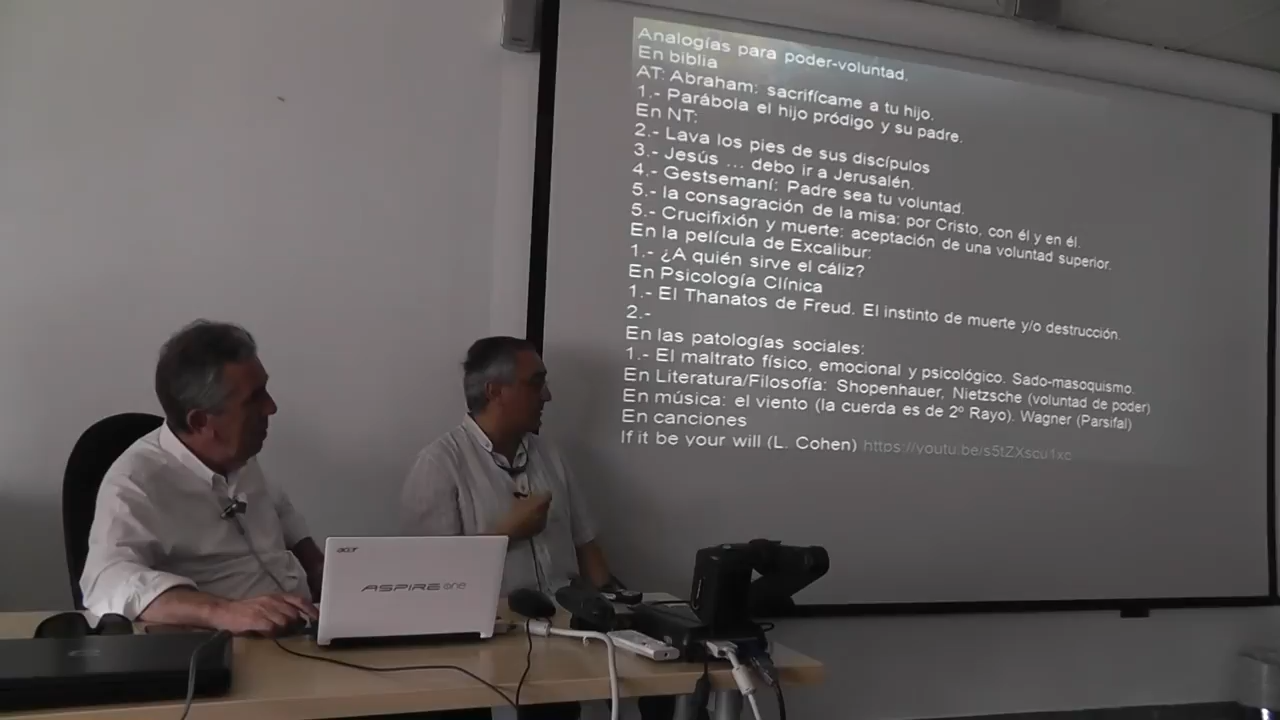 Analogías para poder-voluntad.
En biblia
AT: Abraham: sacrifícame a tu hijo.
1.- Parábola el hijo pródigo y su padre.
En NT:
2.- Lava los pies de sus discípulos
3.- Jesús ... debo ir a Jerusalén.
4.- Gestsemaní: Padre sea tu voluntad.
5.- la consagración de la misa: por Cristo, con él y en él.
5.- Crucifixión y muerte: aceptación de una voluntad superior.
En la película de Excalibur:
1.- ¿A quién sirve el cáliz?
En Psicología Clínica
1.- El Thanatos de Freud. El instinto de muerte y/o destrucción.
2.-
En las patologías sociales:
1.- El maltrato físico, emocional y psicológico. Sado-masoquismo.
En Literatura/Filosofía: Shopenhauer, Nietzsche (voluntad de poder)
En música: el viento (la cuerda es de 2º Rayo). Wagner (Parsifal)
En canciones
If it be your will (L. Cohen) https://youtu.be/s5tZXscu1xc
acer
ASPIRE one